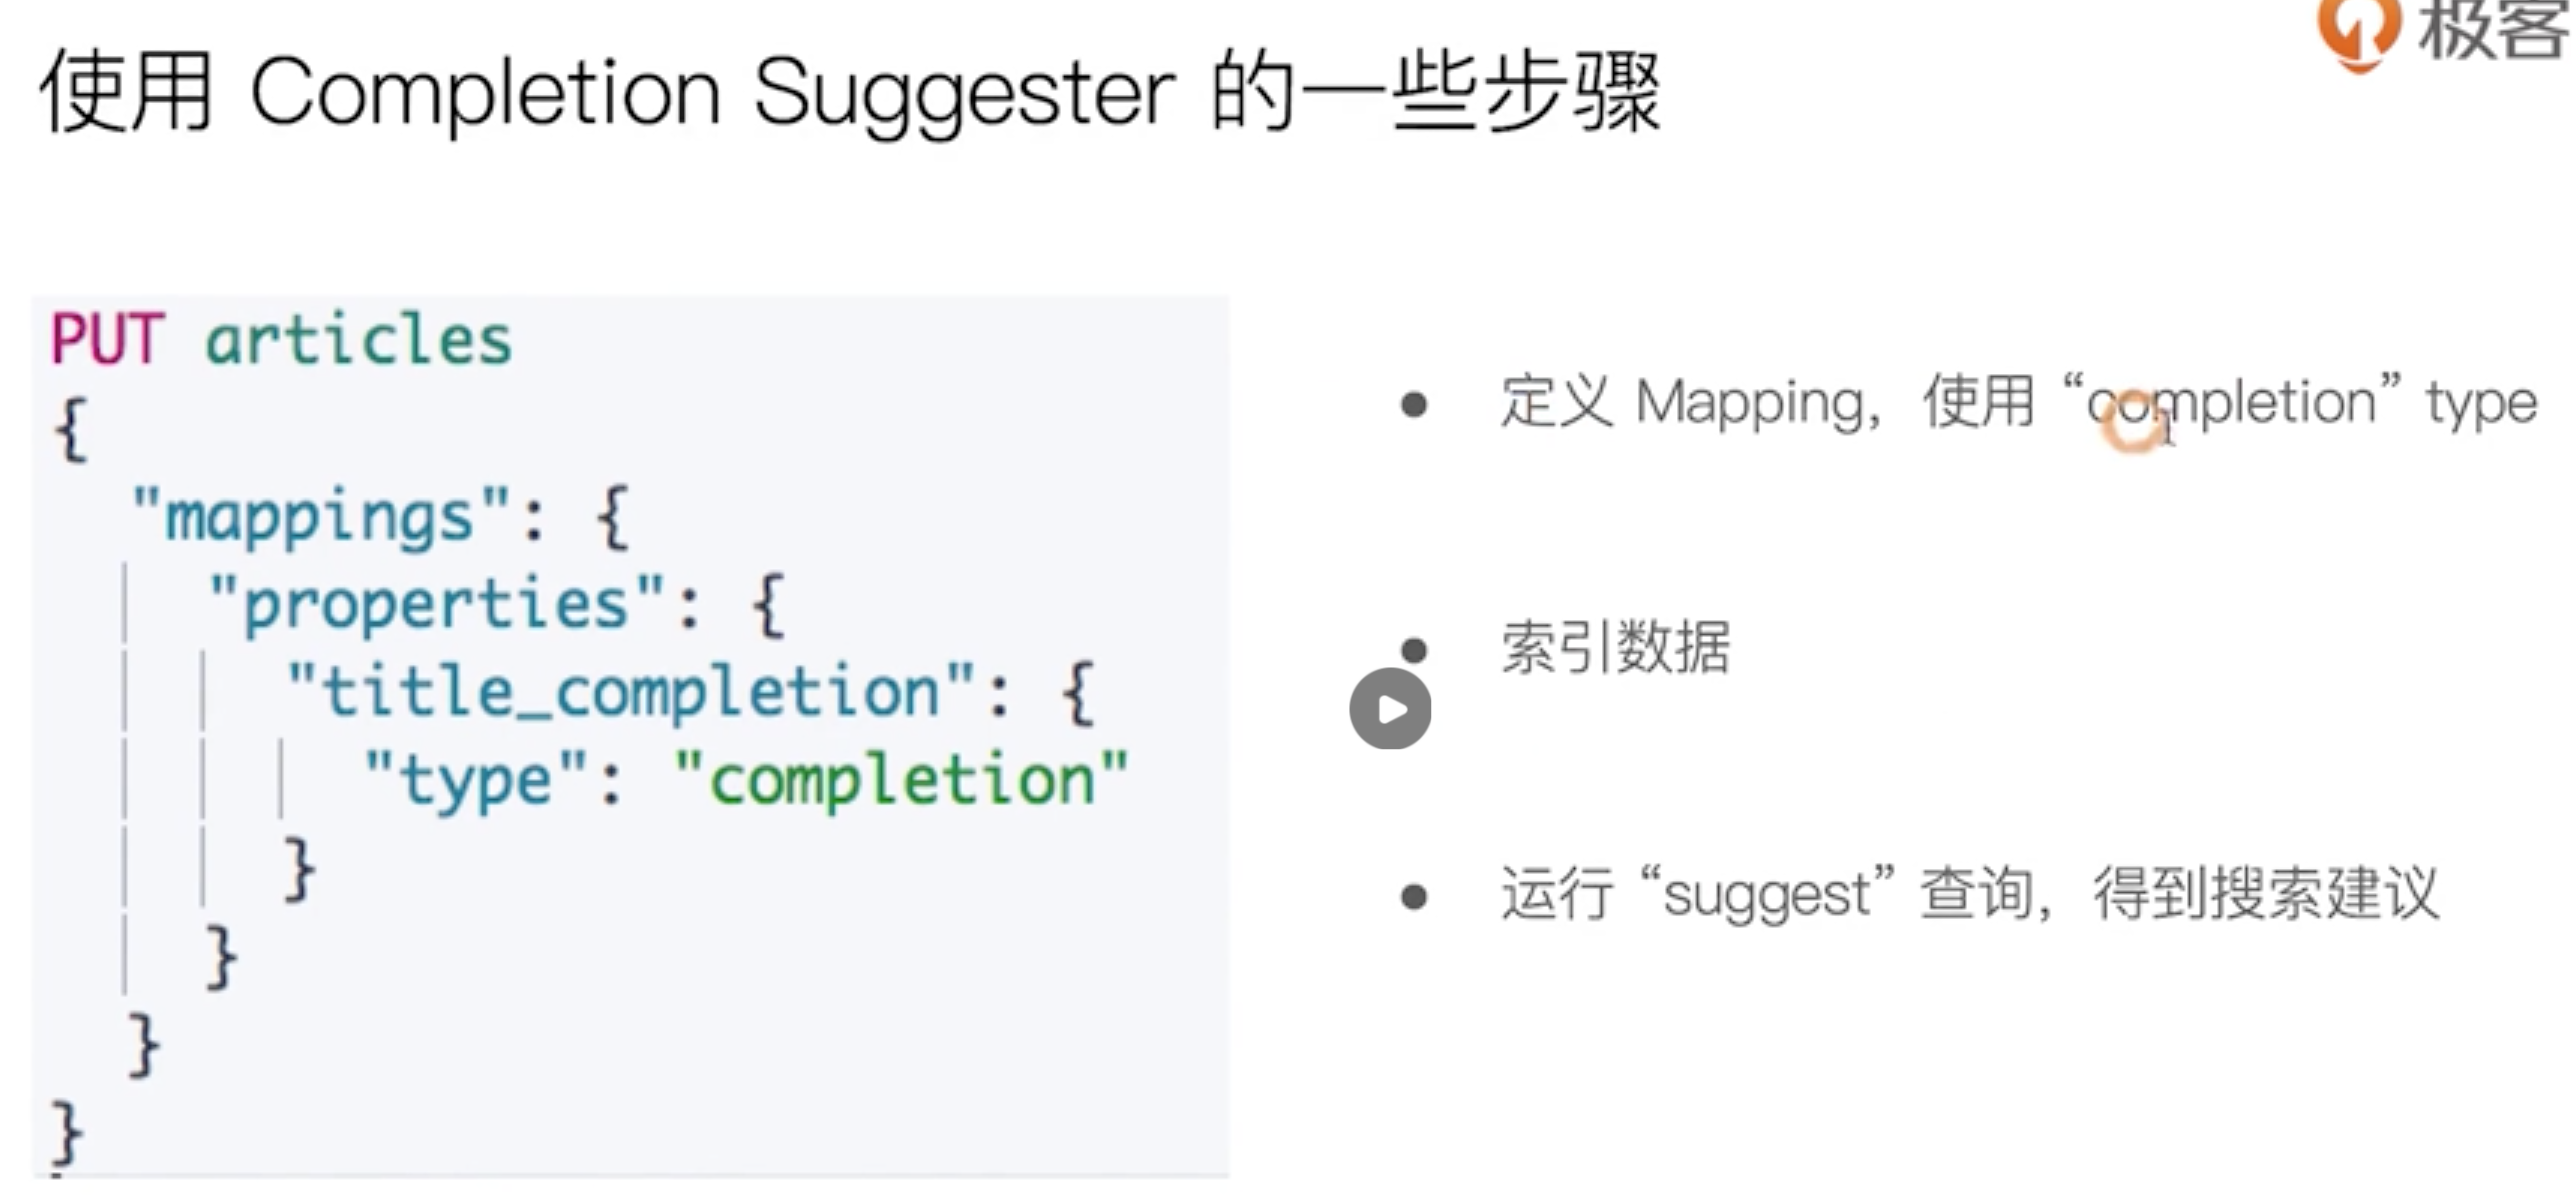 极客
使用 Completion Suggester 的一些步骤
PUT articles
{
"mappings": {
"properties": {
"title_completion": {
"type": "completion"
}
}
}
}
定义 Mapping，使用 “completion” type
索引数据
运行 “suggest” 查询，得到搜索建议